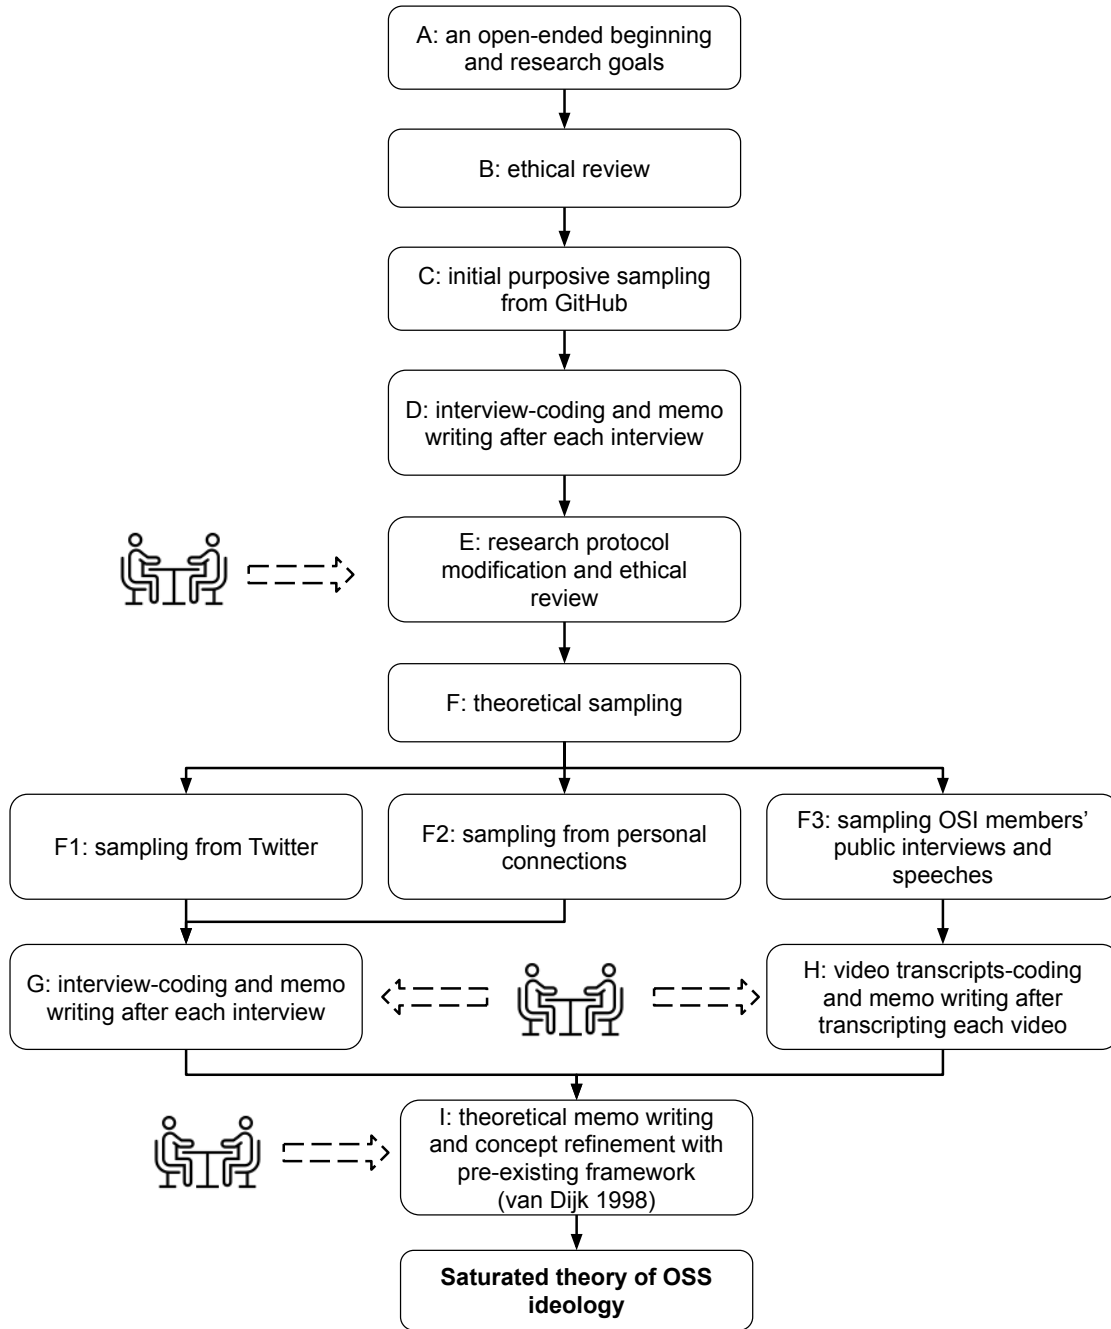 A: an open-ended beginning
and research goals
B: ethical review
C: initial purposive sampling
from GitHub
D: interview-coding and memo
writing after each interview
E: research protocol
modification and ethical
review
F: theoretical sampling
F1: sampling from Twitter
F2: sampling from personal
connections
F3: sampling OSI members’
public interviews and
speeches
G: interview-coding and memo
writing after each interview
H: video transcripts-coding
and memo writing after
transcripting each video
I: theoretical memo writing
and concept refinement with
pre-existing framework
(van Dijk 1998)
Saturated theory of OSS
ideology